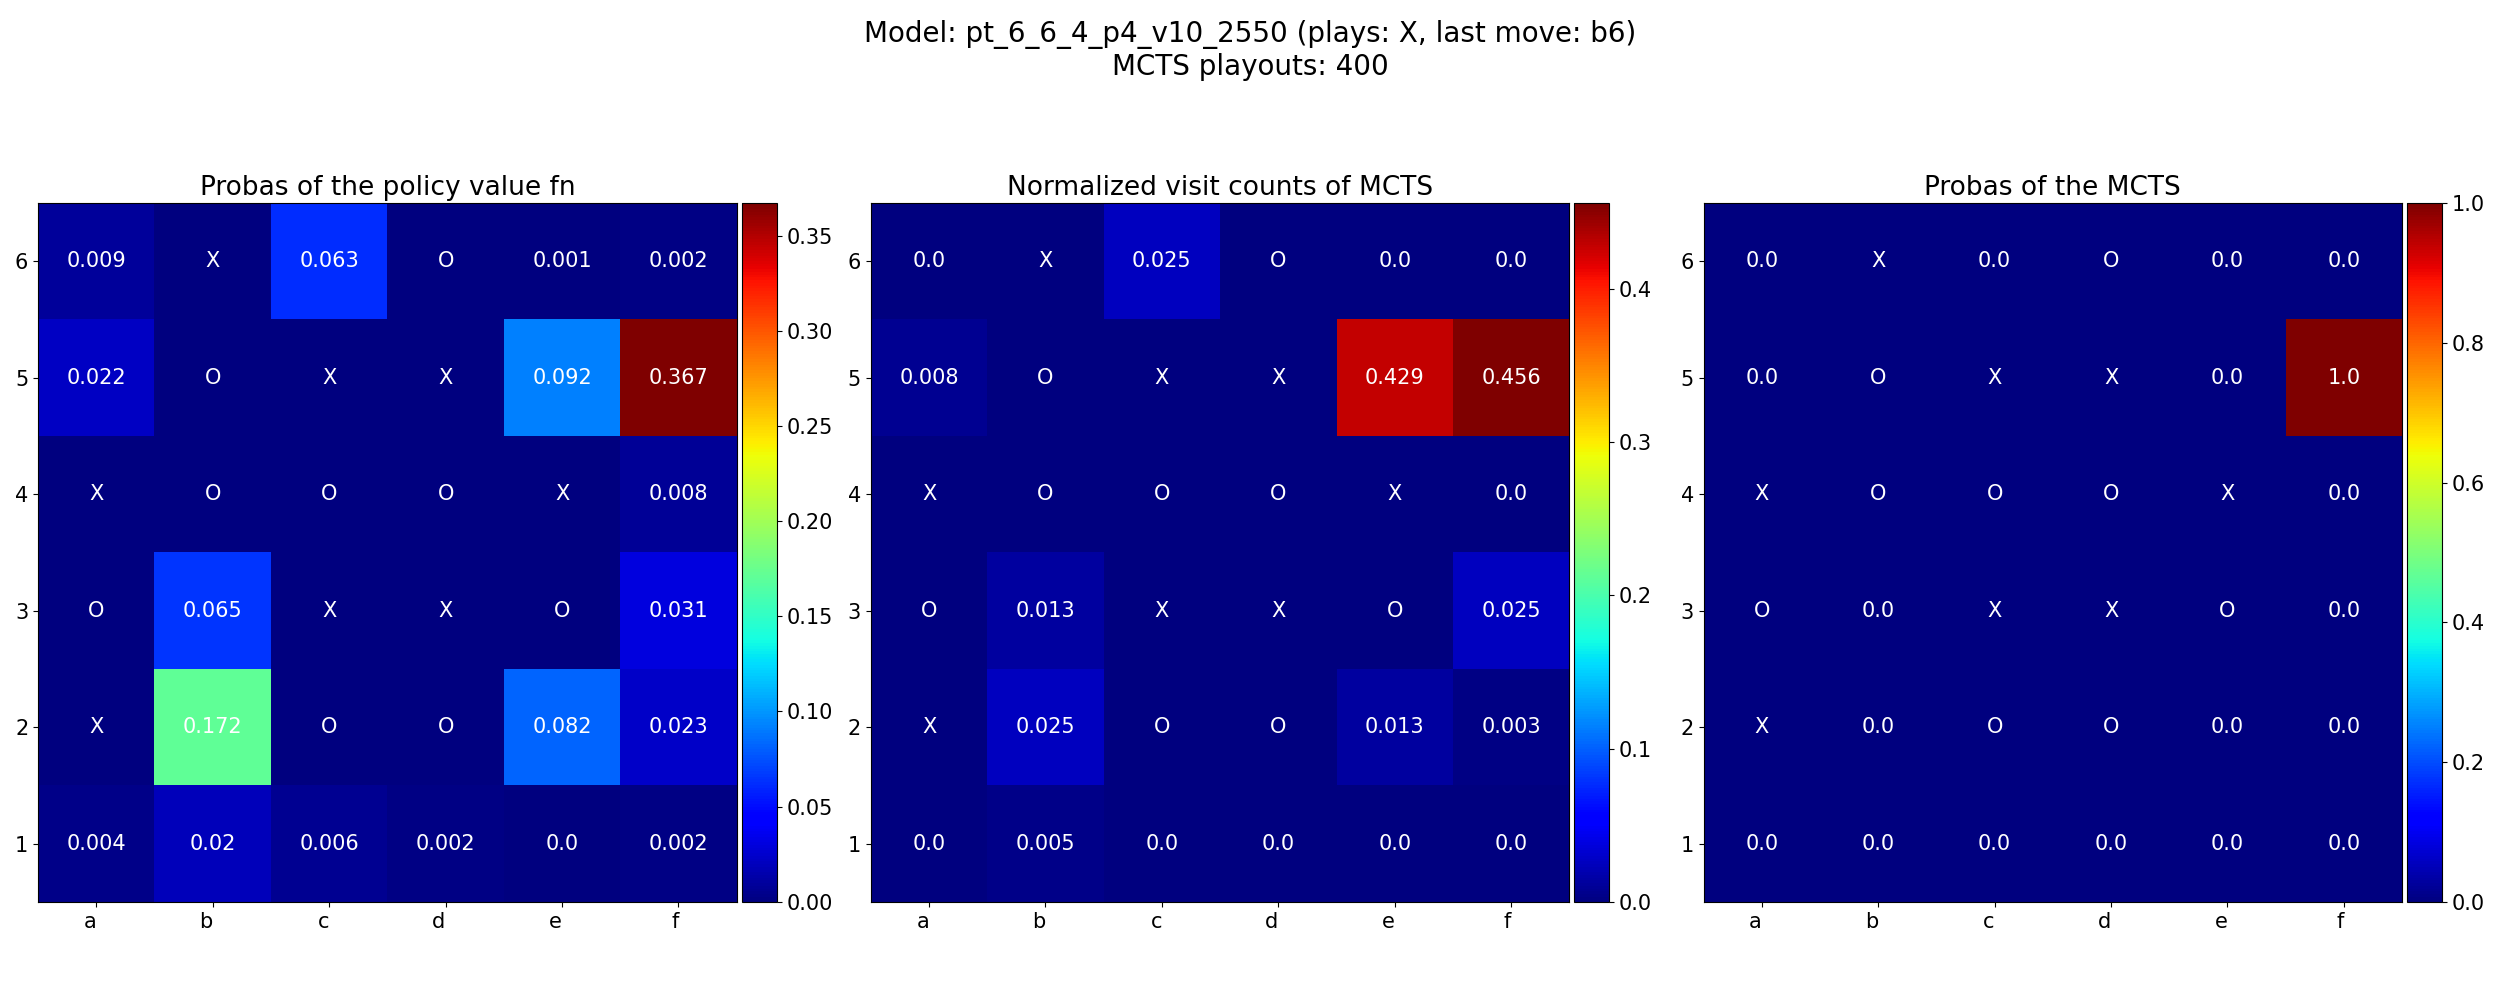 Model: pt_6_6_4_p4_v10_2550 (plays: X, last move: b6)
MCTS playouts: 400
Probas of the policy value fn
6 0.009 X 0.063 O 0.001 0.002
5 0.022 O X X 0.092 0.367
4 X O O O X 0.008
3 O 0.065 X X O 0.031
2 X 0.172 O O 0.082 0.023
1 0.004 0.02 0.006 0.002 0.0 0.002
a b c d e f
0.35
0.30
0.25
0.20
0.15
0.10
0.05
0.00
Normalized visit counts of MCTS
6 0.0 X 0.025 O 0.0 0.0
5 0.008 O X X 0.429 0.456
4 X O O O X 0.0
3 O 0.013 X X O 0.025
2 X 0.025 O O 0.013 0.003
1 0.0 0.005 0.0 0.0 0.0 0.0
a b c d e f
0.4
0.3
0.2
0.1
0.0
Probas of the MCTS
6 0.0 X 0.0 O 0.0 0.0
5 0.0 O X X 0.0 1.0
4 X O O O X 0.0
3 O 0.0 X X O 0.0
2 X 0.0 O O 0.0 0.0
1 0.0 0.0 0.0 0.0 0.0 0.0
a b c d e f
1.0
0.8
0.6
0.4
0.2
0.0